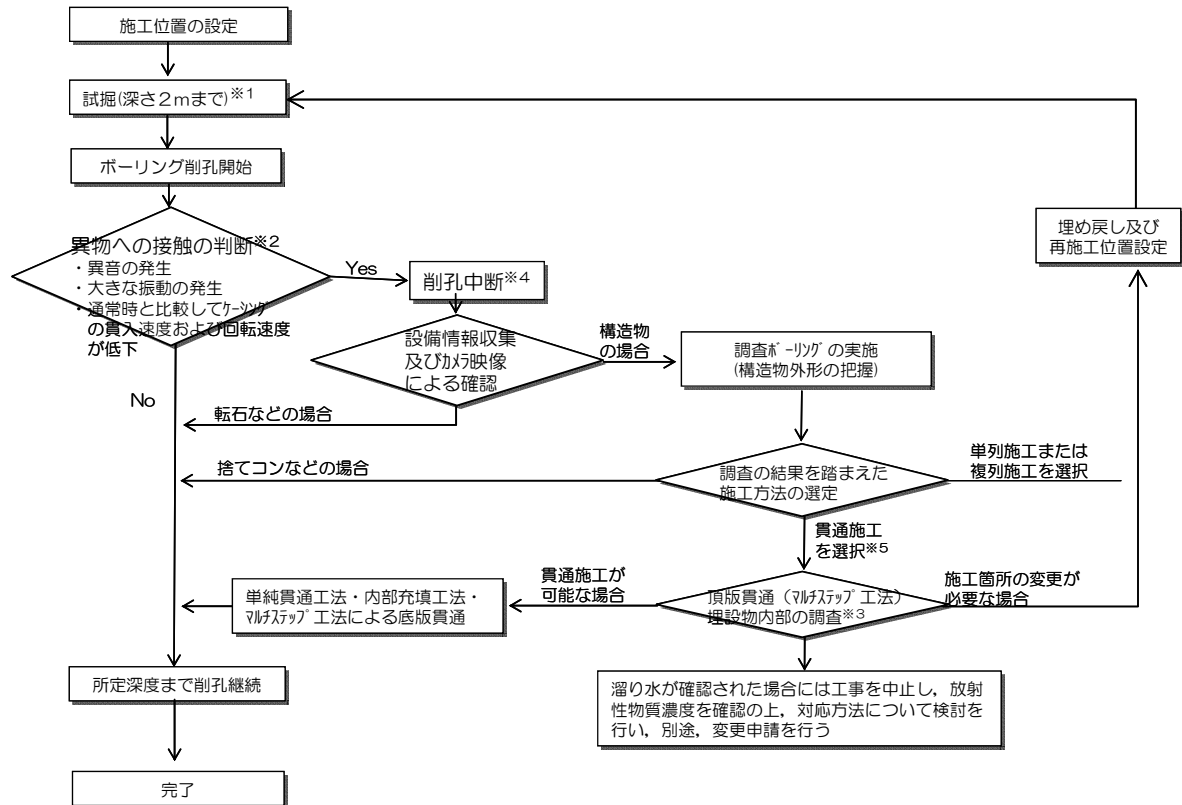 施工位置の設定
試掘(深さ2mまで)※1
ボーリング削孔開始
異物への接触の判断※2
・異音の発生
・大きな振動の発生
・通常時と比較してｹｰｼﾝｸﾞ
の貫入速度および回転速度
が低下
Yes
No
削孔中断※4
設備情報収集
及びｶﾒﾗ映像
による確認
構造物
の場合
調査ﾎﾞｰﾘﾝｸﾞの実施
(構造物外形の把握)
埋め戻し及び
再施工位置設定
転石などの場合
捨てコンなどの場合
調査の結果を踏まえた
施工方法の選定
単列施工または
複列施工を選択
貫通施工
を選択※5
単純貫通工法・内部充填工法・
ﾏﾙﾁｽﾃｯﾌﾟ工法による底版貫通
貫通施工が
可能な場合
頂版貫通（ﾏﾙﾁｽﾃｯﾌﾟ工法）
埋設物内部の調査※3
施工箇所の変更が
必要な場合
所定深度まで削孔継続
溜り水が確認された場合には工事を中止し，放射
性物質濃度を確認の上，対応方法について検討を
行い，別途，変更申請を行う
完了